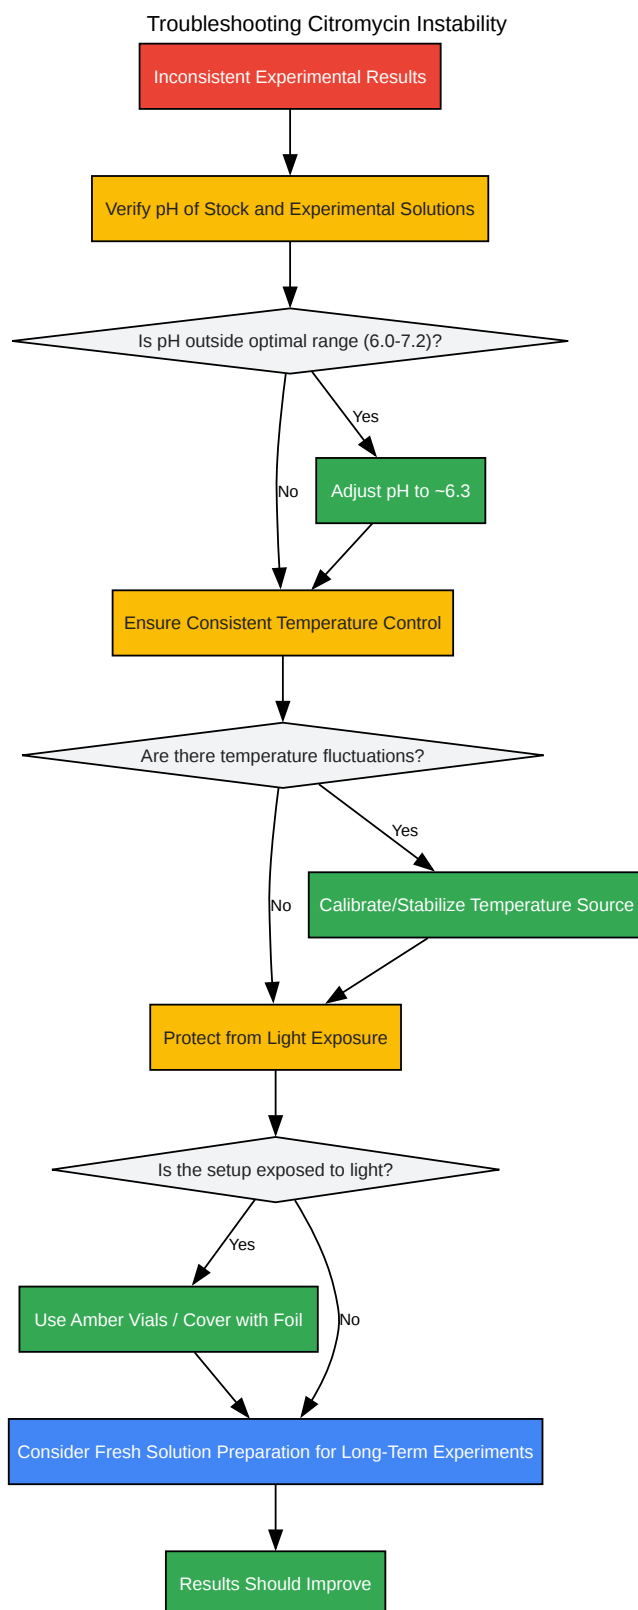 Troubleshooting Citromycin Instability
Inconsistent Experimental Results
Verify pH of Stock and Experimental Solutions
Is pH outside optimal range (6.0-7.2)?
Yes
No
Adjust pH to ~6.3
Ensure Consistent Temperature Control
Are there temperature fluctuations?
Yes
No
Calibrate/Stabilize Temperature Source
Protect from Light Exposure
Is the setup exposed to light?
Yes
Use Amber Vials / Cover with Foil
No
Consider Fresh Solution Preparation for Long-Term Experiments
Results Should Improve